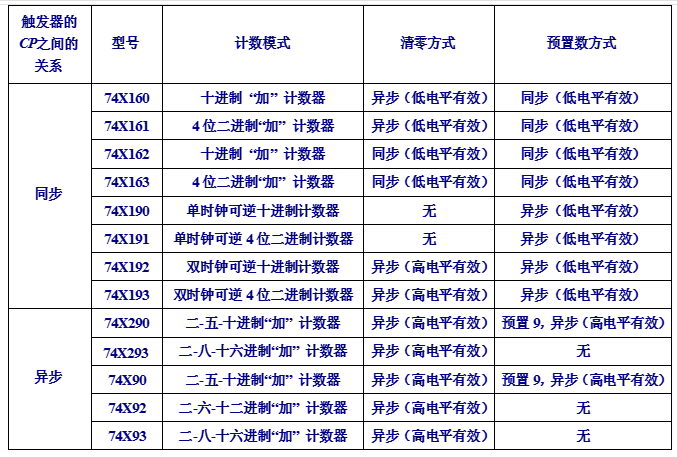 触发器的
CP之间的
关系
型号
计数模式
清零方式
预置数方式
同步
74X160 十进制 “加” 计数器 异步（低电平有效） 同步（低电平有效）
74X161 4 位二进制“加” 计数器 异步（低电平有效） 同步（低电平有效）
74X162 十进制 “加” 计数器 同步（低电平有效） 同步（低电平有效）
74X163 4 位二进制“加” 计数器 同步（低电平有效） 同步（低电平有效）
74X190 单时钟可逆十进制计数器 无 异步（低电平有效）
74X191 单时钟可逆 4 位二进制计数器 无 异步（低电平有效）
74X192 双时钟可逆十进制计数器 异步（高电平有效） 异步（低电平有效）
74X193 双时钟可逆 4 位二进制计数器 异步（高电平有效） 异步（低电平有效）
异步
74X290 二-五-十进制“加” 计数器 异步（高电平有效） 预置 9, 异步（高电平有效）
74X293 二-八-十六进制“加” 计数器 异步（高电平有效） 无
74X90 二-五-十进制“加” 计数器 异步（高电平有效） 预置 9, 异步（高电平有效）
74X92 二-六-十二进制“加” 计数器 异步（高电平有效） 无
74X93 二-八-十六进制“加” 计数器 异步（高电平有效） 无